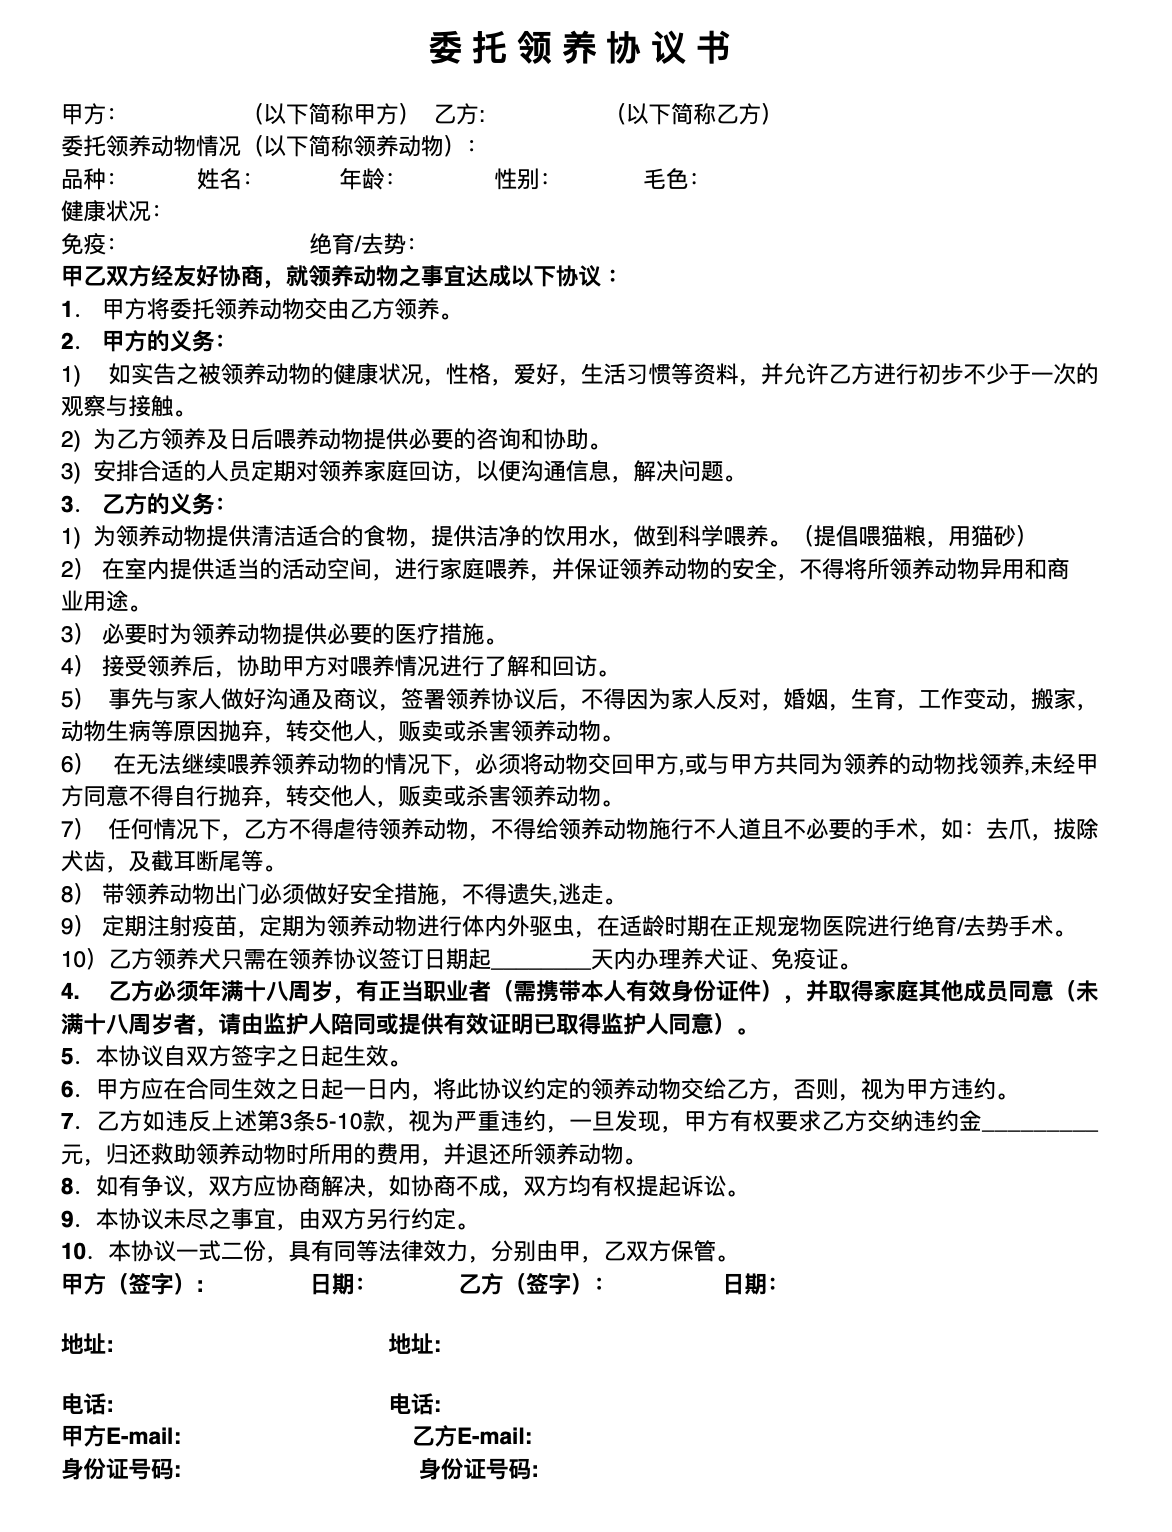 委托领养协议书
甲方： （以下简称甲方） 乙方: （以下简称乙方）
委托领养动物情况（以下简称领养动物）：
品种： 姓名： 年龄： 性别： 毛色：
健康状况：
免疫： 绝育/去势：
甲乙双方经友好协商，就领养动物之事宜达成以下协议：
1． 甲方将委托领养动物交由乙方领养。
2． 甲方的义务：
1) 如实告之被领养动物的健康状况，性格，爱好，生活习惯等资料，并允许乙方进行初步不少于一次的
观察与接触。
2) 为乙方领养及日后喂养动物提供必要的咨询和协助。
3) 安排合适的人员定期对领养家庭回访，以便沟通信息，解决问题。
3． 乙方的义务：
1) 为领养动物提供清洁适合的食物，提供洁净的饮用水，做到科学喂养。（提倡喂猫粮，用猫砂）
2） 在室内提供适当的活动空间，进行家庭喂养，并保证领养动物的安全，不得将所领养动物异用和商
业用途。
3） 必要时为领养动物提供必要的医疗措施。
4） 接受领养后，协助甲方对喂养情况进行了解和回访。
5） 事先与家人做好沟通及商议，签署领养协议后，不得因为家人反对，婚姻，生育，工作变动，搬家，
动物生病等原因抛弃，转交他人，贩卖或杀害领养动物。
6） 在无法继续喂养领养动物的情况下，必须将动物交回甲方,或与甲方共同为领养的动物找领养,未经甲
方同意不得自行抛弃，转交他人，贩卖或杀害领养动物。
7） 任何情况下，乙方不得虐待领养动物，不得给领养动物施行不人道且不必要的手术，如：去爪，拔除
犬齿，及截耳断尾等。
8） 带领养动物出门必须做好安全措施，不得遗失,逃走。
9） 定期注射疫苗，定期为领养动物进行体内外驱虫，在适龄时期在正规宠物医院进行绝育/去势手术。
10）乙方领养犬只需在领养协议签订日期起________天内办理养犬证、免疫证。
4. 乙方必须年满十八周岁，有正当职业者（需携带本人有效身份证件），并取得家庭其他成员同意（未
满十八周岁者，请由监护人陪同或提供有效证明已取得监护人同意）。
5．本协议自双方签字之日起生效。
6．甲方应在合同生效之日起一日内，将此协议约定的领养动物交给乙方，否则，视为甲方违约。
7．乙方如违反上述第3条5-10款，视为严重违约，一旦发现，甲方有权要求乙方交纳违约金_________
元，归还救助领养动物时所用的费用，并退还所领养动物。
8．如有争议，双方应协商解决，如协商不成，双方均有权提起诉讼。
9．本协议未尽之事宜，由双方另行约定。
10．本协议一式二份，具有同等法律效力，分别由甲，乙双方保管。
甲方（签字）： 日期： 乙方（签字）： 日期：
地址: 地址:
电话: 电话:
甲方E-mail: 乙方E-mail:
身份证号码: 身份证号码: